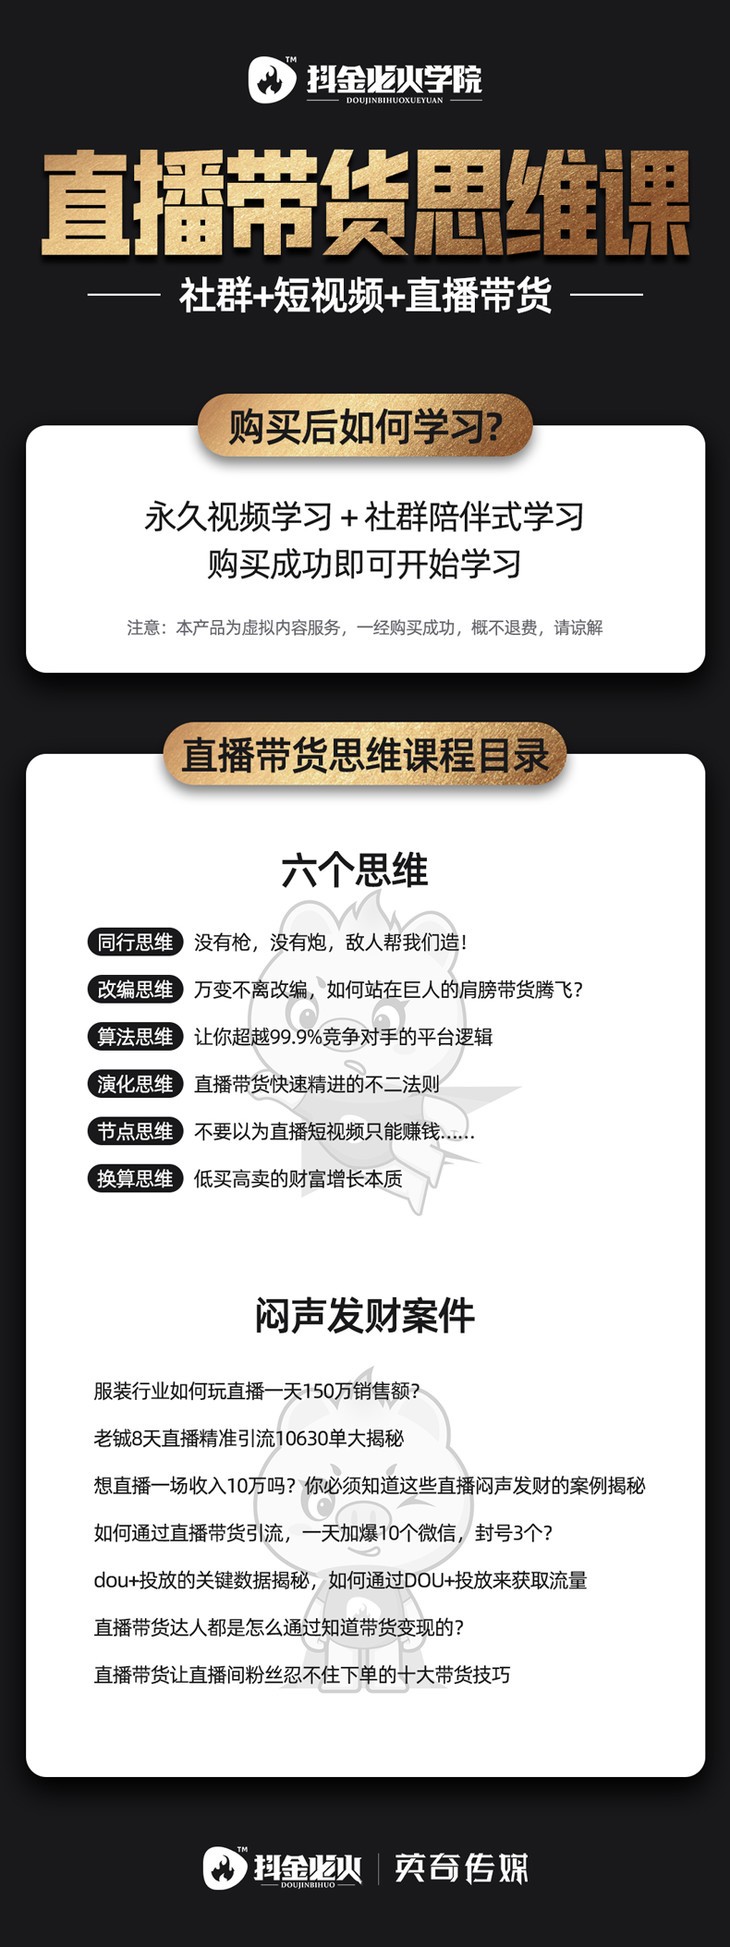 TM
抖金必火学院
DOUJINBIHUOXUEYUAN
直播带货思维课
社群+短视频+直播带货
购买后如何学习?
永久视频学习 + 社群陪伴式学习
购买成功即可开始学习
注意：本产品为虚拟内容服务，一经购买成功，概不退费，请谅解
直播带货思维课程目录
六个思维
同行思维 没有枪，没有炮，敌人帮我们造！
改编思维 万变不离改编，如何站在巨人的肩膀带货腾飞？
算法思维 让你超越99.9%竞争对手的平台逻辑
演化思维 直播带货快速精进的不二法则
节点思维 不要以为直播短视频只能赚钱……
换算思维 低买高卖的财富增长本质
闷声发财案件
服装行业如何玩直播一天150万销售额？
老铖8天直播精准引流10630单大揭秘
想直播一场收入10万吗？你必须知道这些直播闷声发财的案例揭秘
如何通过直播带货引流，一天加爆10个微信，封号3个？
dou+投放的关键数据揭秘，如何通过DOU+投放来获取流量
直播带货达人都是怎么通过知道带货变现的？
直播带货让直播间粉丝忍不住下单的十大带货技巧
TM
抖金必火 | 英奇传媒
DOUJINBIHUO